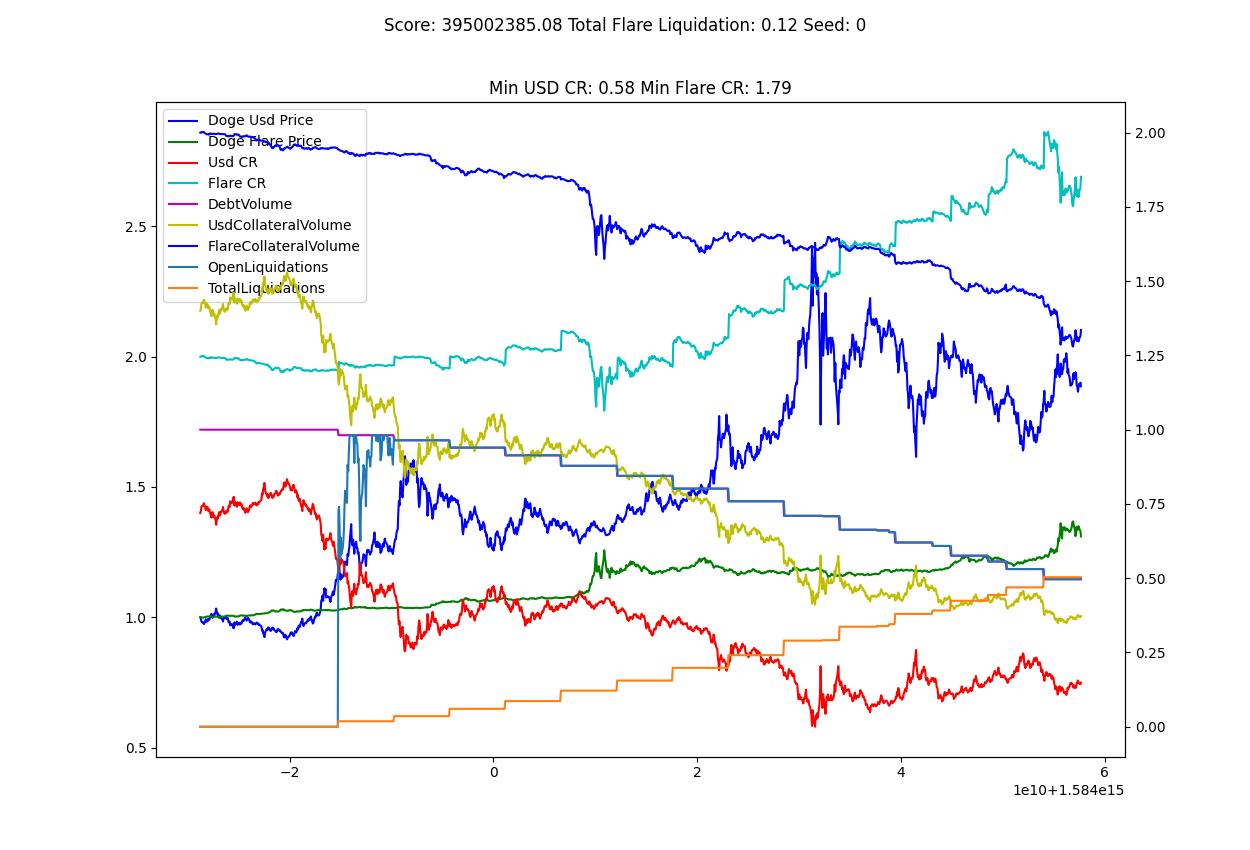 Score: 395002385.08 Total Flare Liquidation: 0.12 Seed: 0
Min USD CR: 0.58 Min Flare CR: 1.79
Doge Usd Price
Doge Flare Price
Usd CR
Flare CR
DebtVolume
UsdCollateralVolume
FlareCollateralVolume
OpenLiquidations
TotalLiquidations
2.5
2.0
1.5
1.0
0.5
2.00
1.75
1.50
1.25
1.00
0.75
0.50
0.25
0.00
−2
0
2
4
6
1e10+1.584e15